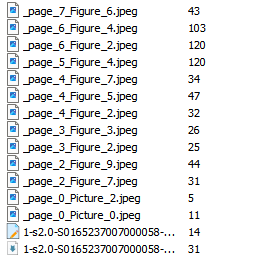 _page_7_Figure_6.jpeg 43
_page_6_Figure_4.jpeg 103
_page_6_Figure_2.jpeg 120
_page_5_Figure_4.jpeg 120
_page_4_Figure_7.jpeg 34
_page_4_Figure_5.jpeg 47
_page_4_Figure_2.jpeg 32
_page_3_Figure_3.jpeg 26
_page_3_Figure_2.jpeg 25
_page_2_Figure_9.jpeg 44
_page_2_Figure_7.jpeg 31
_page_0_Picture_2.jpeg 5
_page_0_Picture_0.jpeg 11
1-s2.0-S0165237007000058-... 14
1-s2.0-S0165237007000058-... 31